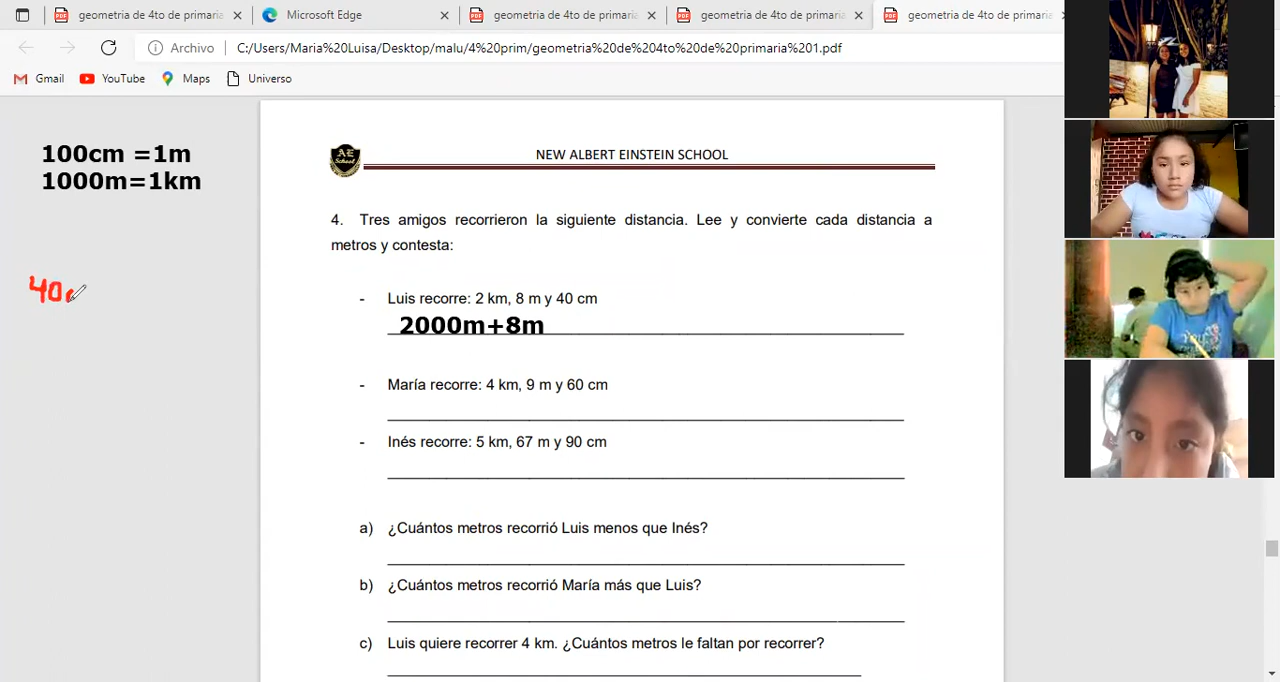 geometria de 4to de primaria
Microsoft Edge
geometria de 4to de primaria
geometria de 4to de primaria
geometria de 4to de primaria
Archivo
C:/Users/Maria%20Luisa/Desktop/malu/4%20prim/geometria%20de%204to%20de%20primaria%201.pdf
Gmail
YouTube
Maps
Universo
100cm =1m
1000m=1km
40
AE
School
NEW ALBERT EINSTEIN SCHOOL
4. Tres amigos recorrieron la siguiente distancia. Lee y convierte cada distancia a
metros y contesta:
- Luis recorre: 2 km, 8 m y 40 cm
2000m+8m
- María recorre: 4 km, 9 m y 60 cm
- Inés recorre: 5 km, 67 m y 90 cm
a) ¿Cuántos metros recorrió Luis menos que Inés?
b) ¿Cuántos metros recorrió María más que Luis?
c) Luis quiere recorrer 4 km. ¿Cuántos metros le faltan por recorrer?